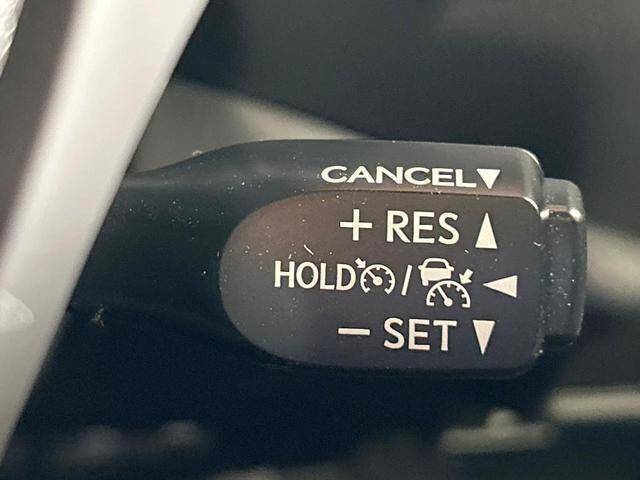 CANCEL▼
+ RES ▲
HOLD / ◀
− SET ▼